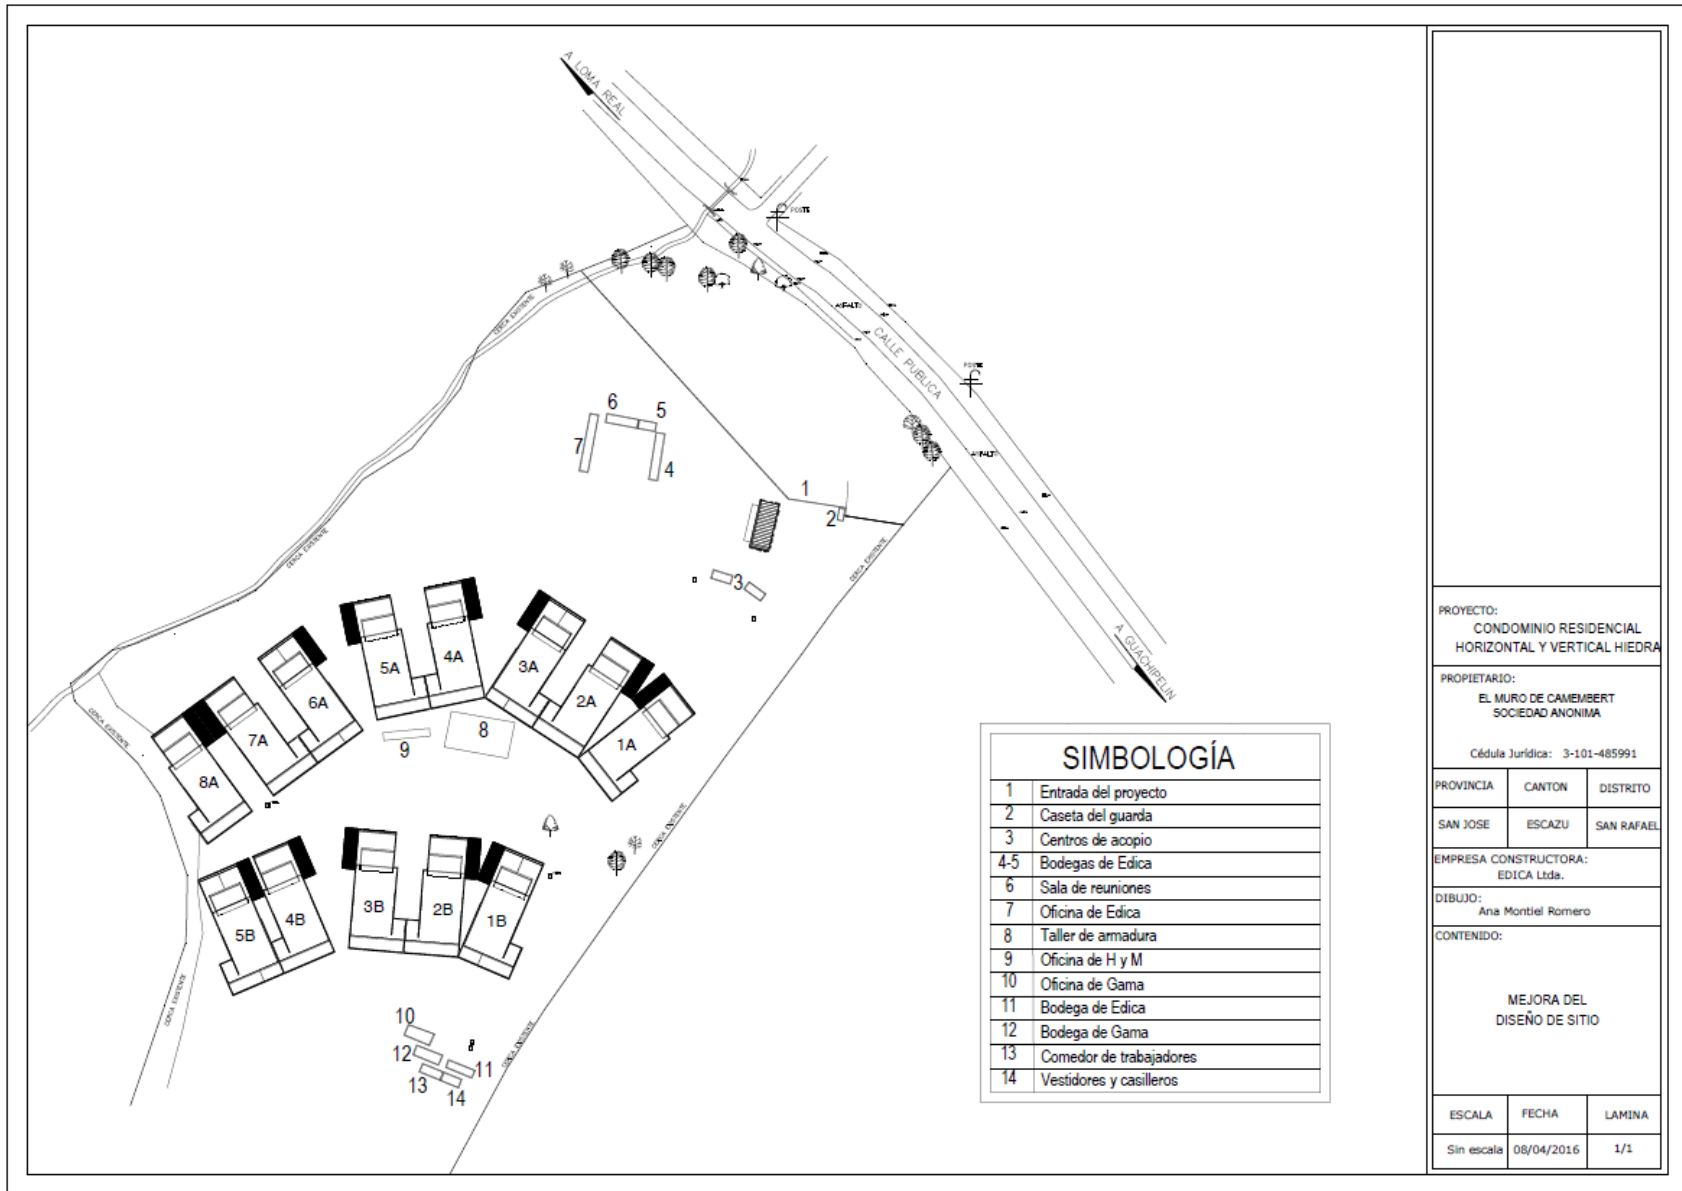 A LOMA REAL
POSTE
ASFALTO
CALLE PUBLICA
POSTE
ASFALTO
A GUACHIPELIN
CERCA EXISTENTE
CERCA EXISTENTE
CERCA EXISTENTE
CERCA EXISTENTE
CERCA EXISTENTE
CERCA EXISTENTE
CERCA EXISTENTE
6
5
7
4
1
2
3
5A
4A
3A
2A
1A
6A
7A
8A
8
9
3B
2B
1B
4B
5B
10
12
11
13
14
SIMBOLOGÍA
1 Entrada del proyecto
2 Caseta del guarda
3 Centros de acopio
4-5 Bodegas de Edica
6 Sala de reuniones
7 Oficina de Edica
8 Taller de armadura
9 Oficina de H y M
10 Oficina de Gama
11 Bodega de Edica
12 Bodega de Gama
13 Comedor de trabajadores
14 Vestidores y casilleros
PROYECTO:
CONDOMINIO RESIDENCIAL
HORIZONTAL Y VERTICAL HIEDRA
PROPIETARIO:
EL MURO DE CAMEMBERT
SOCIEDAD ANONIMA
Cédula Jurídica: 3-101-485991
PROVINCIA CANTON DISTRITO
SAN JOSE ESCAZU SAN RAFAEL
EMPRESA CONSTRUCTORA:
EDICA Ltda.
DIBUJO:
Ana Montiel Romero
CONTENIDO:
MEJORA DEL
DISEÑO DE SITIO
ESCALA FECHA LAMINA
Sin escala 08/04/2016 1/1